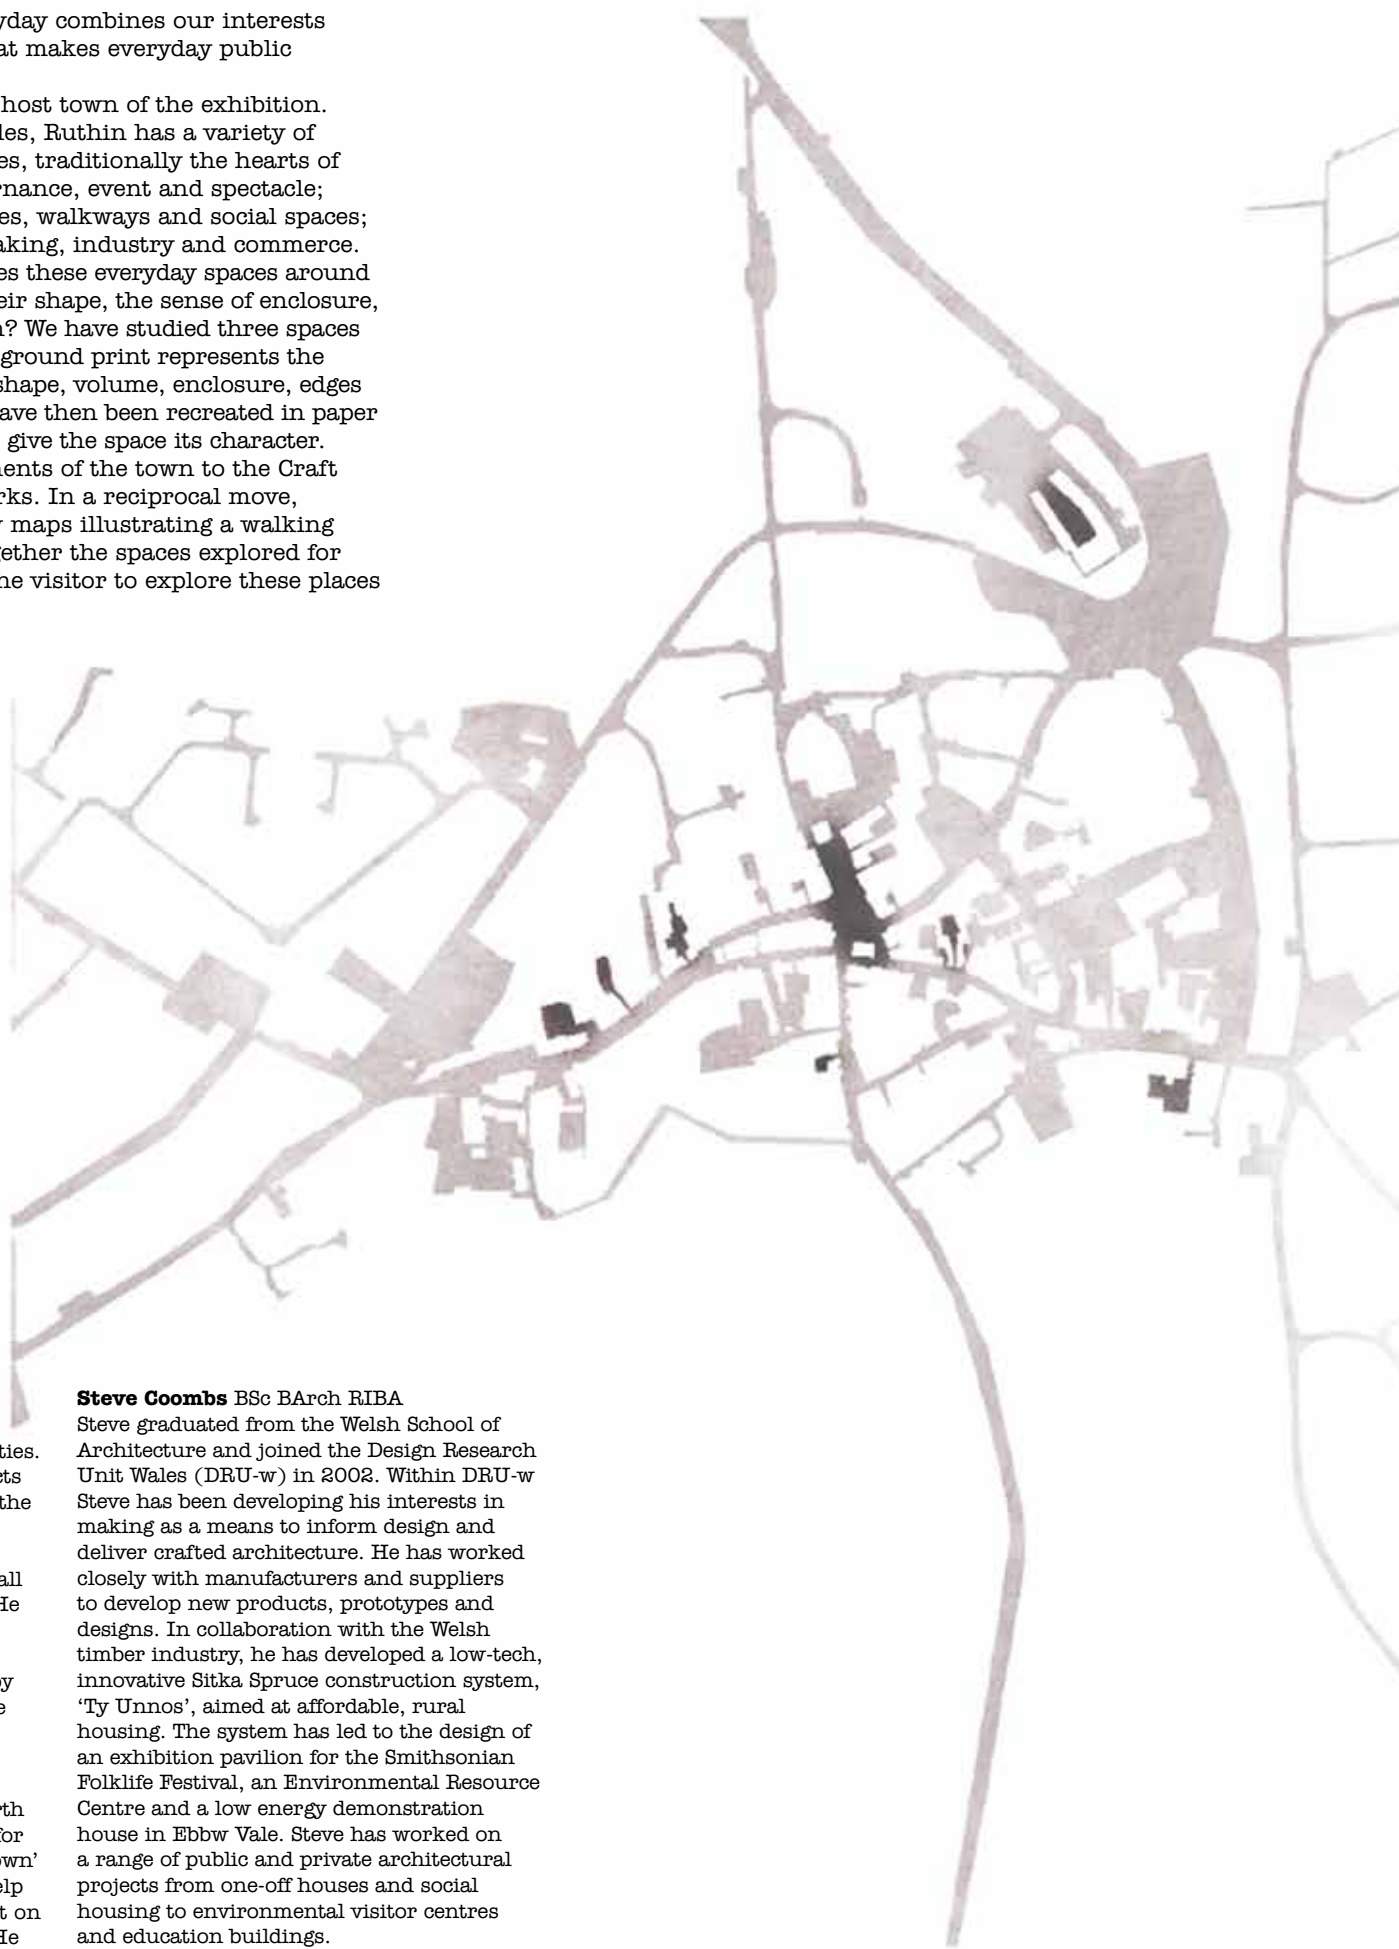 yday combines our interests
at makes everyday public
host town of the exhibition.
les, Ruthin has a variety of
es, traditionally the hearts of
rnance, event and spectacle;
es, walkways and social spaces;
aking, industry and commerce.
es these everyday spaces around
eir shape, the sense of enclosure,
n? We have studied three spaces
ground print represents the
shape, volume, enclosure, edges
ave then been recreated in paper
give the space its character.
nents of the town to the Craft
rks. In a reciprocal move,
y maps illustrating a walking
gether the spaces explored for
he visitor to explore these places
ties.
cts
the
all
He
by
e
rth
for
own’
elp
t on
He
Steve Coombs BSc BArch RIBA
Steve graduated from the Welsh School of
Architecture and joined the Design Research
Unit Wales (DRU-w) in 2002. Within DRU-w
Steve has been developing his interests in
making as a means to inform design and
deliver crafted architecture. He has worked
closely with manufacturers and suppliers
to develop new products, prototypes and
designs. In collaboration with the Welsh
timber industry, he has developed a low-tech,
innovative Sitka Spruce construction system,
‘Ty Unnos’, aimed at affordable, rural
housing. The system has led to the design of
an exhibition pavilion for the Smithsonian
Folklife Festival, an Environmental Resource
Centre and a low energy demonstration
house in Ebbw Vale. Steve has worked on
a range of public and private architectural
projects from one-off houses and social
housing to environmental visitor centres
and education buildings.